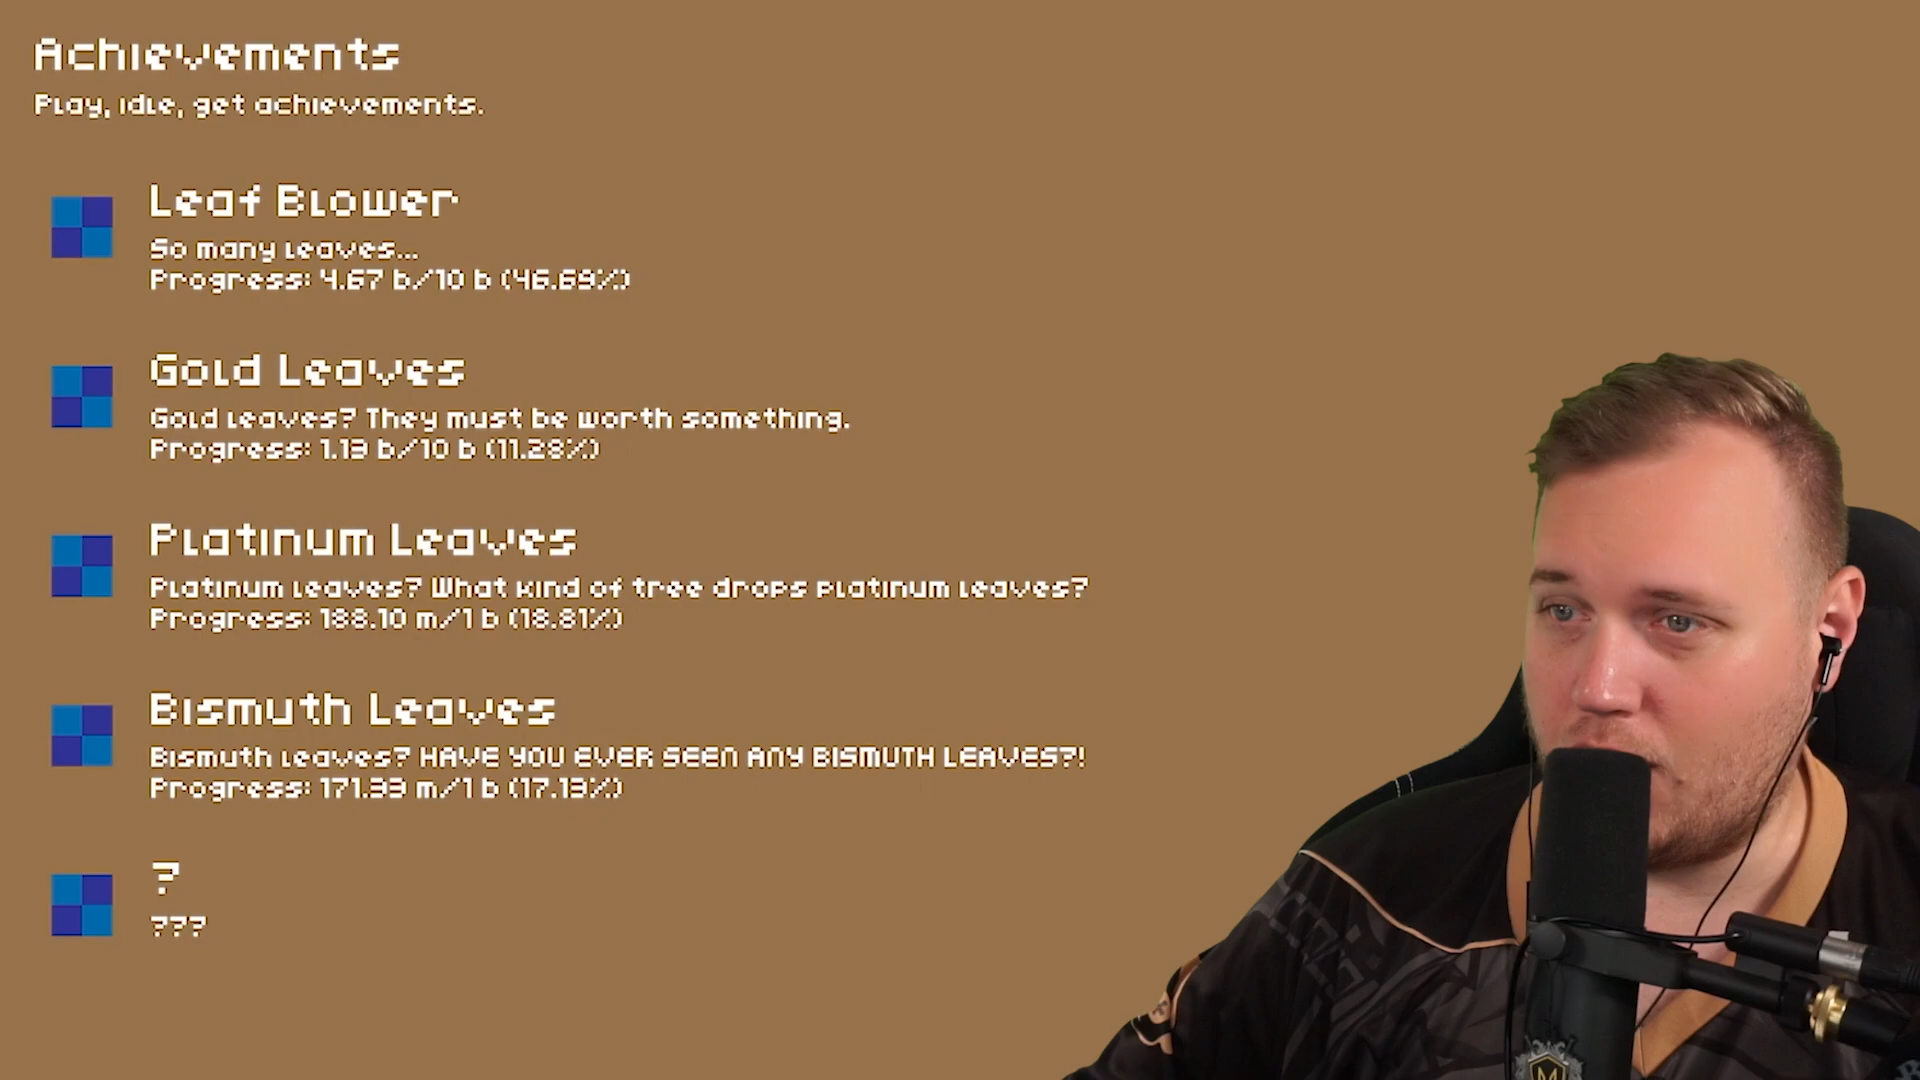 Achievements
Play, idle, get achievements.
Leaf Blower
So many leaves...
Progress: 4.67 b/10 b (46.69%)
Gold Leaves
Gold leaves? They must be worth something.
Progress: 1.13 b/10 b (11.28%)
Platinum Leaves
Platinum leaves? What kind of tree drops platinum leaves?
Progress: 188.10 m/1 b (18.81%)
Bismuth Leaves
Bismuth leaves? HAVE YOU EVER SEEN ANY BISMUTH LEAVES?!
Progress: 171.33 m/1 b (17.13%)
?
???
M